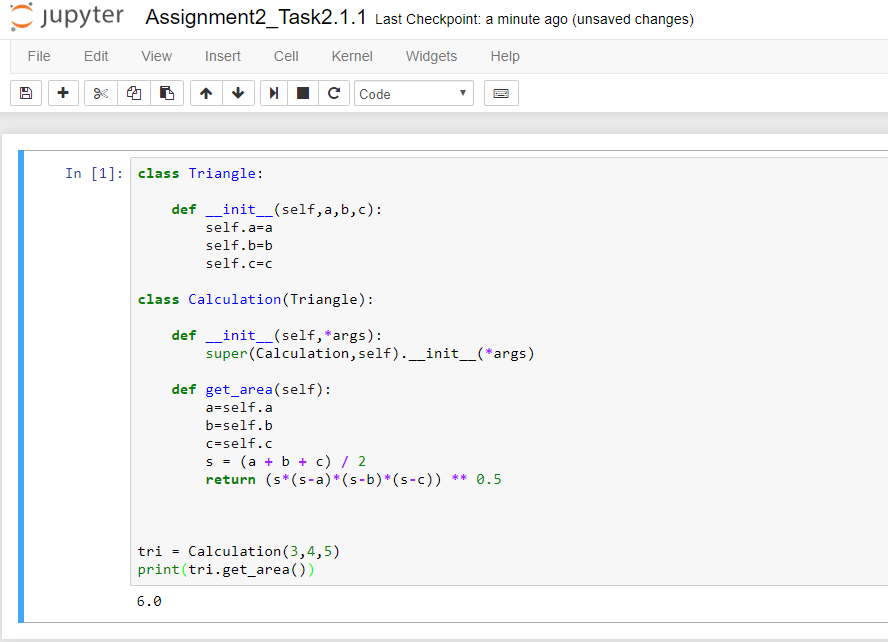 jupyter Assignment2_Task2.1.1 Last Checkpoint: a minute ago (unsaved changes)
File Edit View Insert Cell Kernel Widgets Help
Code
In [1]: class Triangle:
    def __init__(self,a,b,c):
        self.a=a
        self.b=b
        self.c=c
class Calculation(Triangle):
    def __init__(self,*args):
        super(Calculation,self).__init__(*args)
    def get_area(self):
        a=self.a
        b=self.b
        c=self.c
        s = (a + b + c) / 2
        return (s*(s-a)*(s-b)*(s-c)) ** 0.5
tri = Calculation(3,4,5)
print(tri.get_area())
6.0